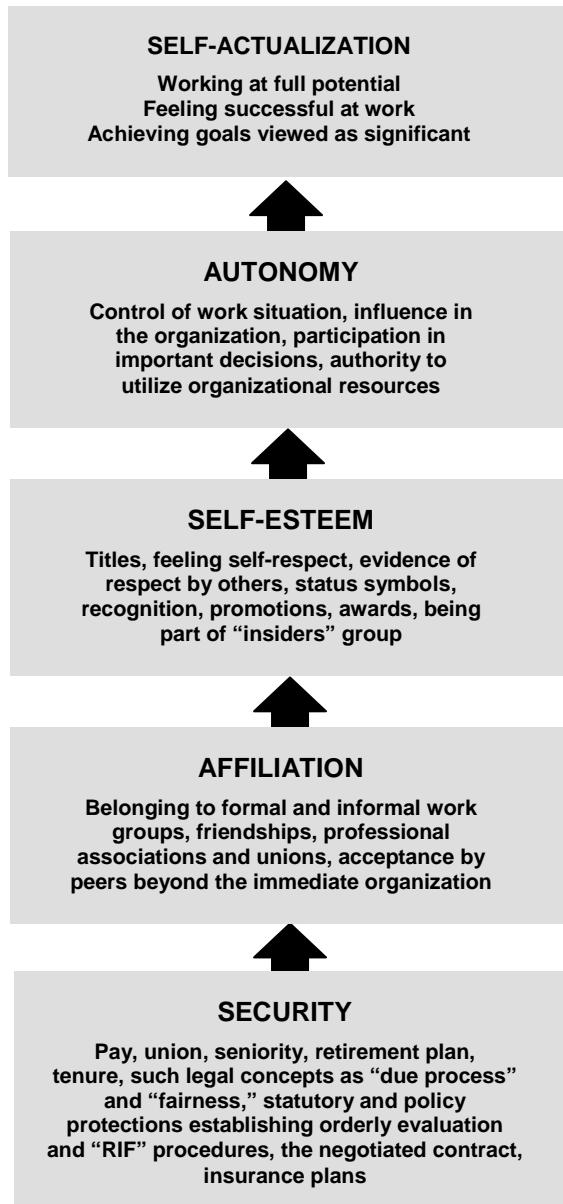 SELF-ACTUALIZATION
Working at full potential
Feeling successful at work
Achieving goals viewed as significant
AUTONOMY
Control of work situation, influence in
the organization, participation in
important decisions, authority to
utilize organizational resources
SELF-ESTEEM
Titles, feeling self-respect, evidence of
respect by others, status symbols,
recognition, promotions, awards, being
part of “insiders” group
AFFILIATION
Belonging to formal and informal work
groups, friendships, professional
associations and unions, acceptance by
peers beyond the immediate organization
SECURITY
Pay, union, seniority, retirement plan,
tenure, such legal concepts as “due process”
and “fairness,” statutory and policy
protections establishing orderly evaluation
and “RIF” procedures, the negotiated contract,
insurance plans